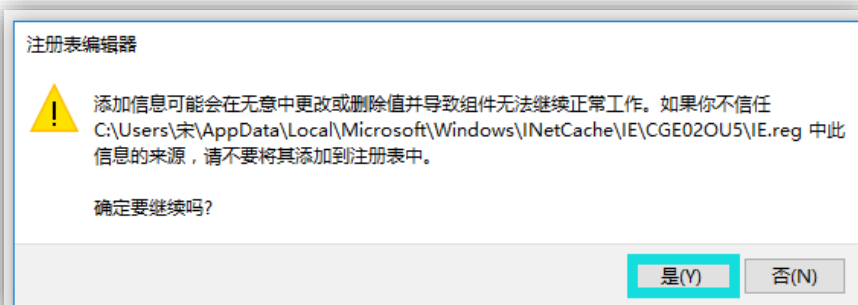 注册表编辑器
添加信息可能会在无意中更改或删除值并导致组件无法继续正常工作。如果你不信任
C:\Users\宋\AppData\Local\Microsoft\Windows\INetCache\IE\CGE02OU5\IE.reg 中此
信息的来源，请不要将其添加到注册表中。
确定要继续吗?
是(Y) 否(N)